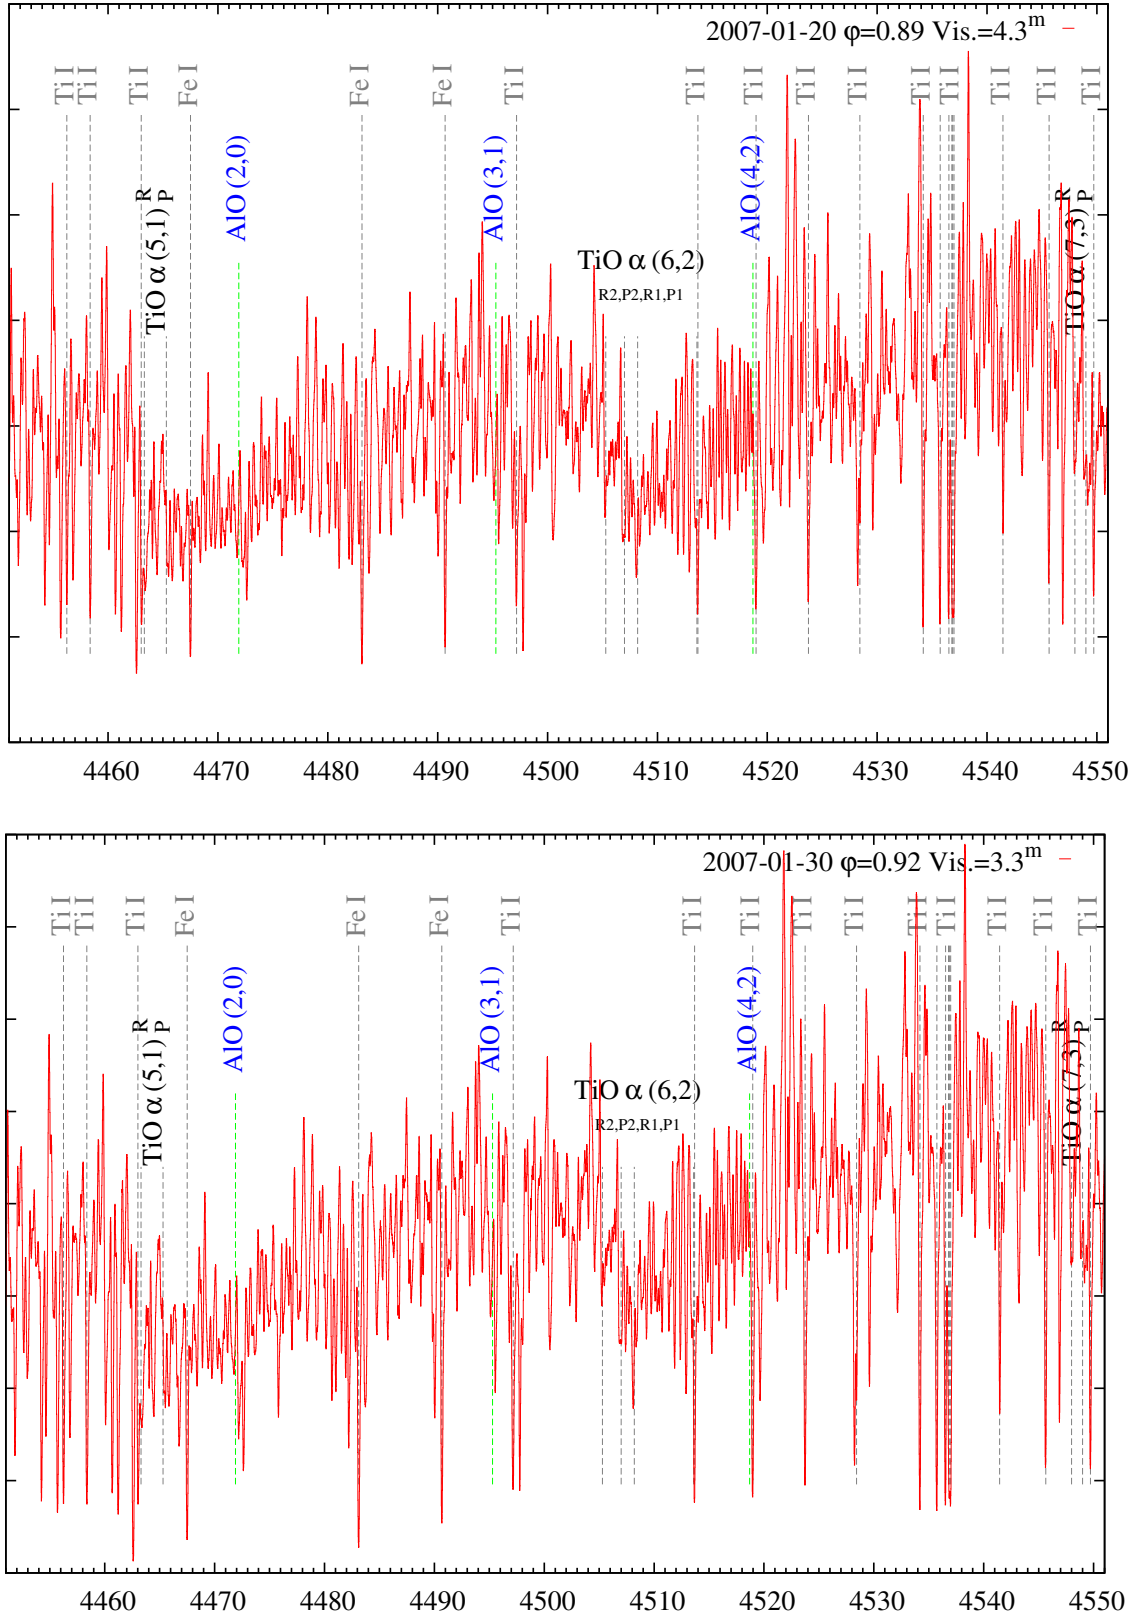 2007-01-20 φ=0.89 Vis.=4.3m
Ti I Ti I Ti I Fe I Fe I Fe I Ti I Ti I Ti I Ti I Ti I Ti I Ti I Ti I Ti I Ti I
AlO (2,0) AlO (3,1) AlO (4,2)
TiO α (5,1) R P
TiO α (6,2)
R2,P2,R1,P1
TiO α (7,3) R P
4460 4470 4480 4490 4500 4510 4520 4530 4540 4550
2007-01-30 φ=0.92 Vis.=3.3m
Ti I Ti I Ti I Fe I Fe I Fe I Ti I Ti I Ti I Ti I Ti I Ti I Ti I Ti I Ti I Ti I
AlO (2,0) AlO (3,1) AlO (4,2)
TiO α (5,1) R P
TiO α (6,2)
R2,P2,R1,P1
TiO α (7,3) R P
4460 4470 4480 4490 4500 4510 4520 4530 4540 4550